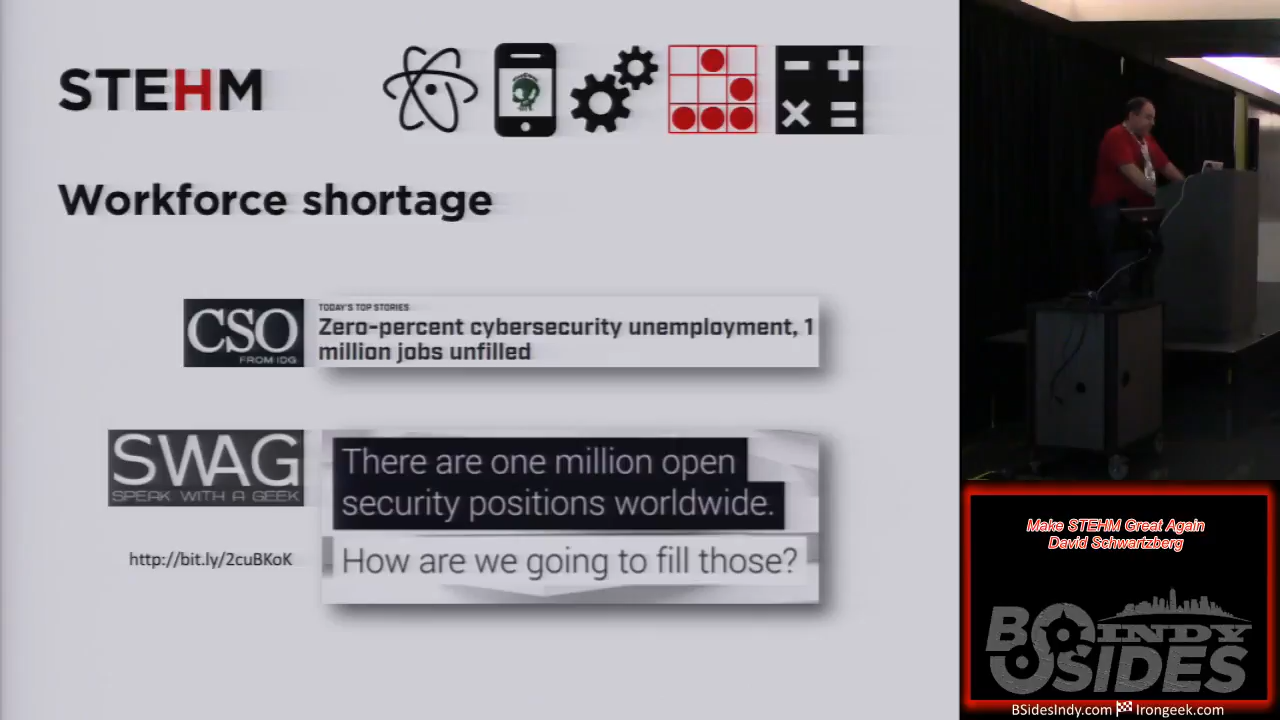 STEHM
Workforce shortage
CSO
FROM IDG
TODAY'S TOP STORIES
Zero-percent cybersecurity unemployment, 1
million jobs unfilled
SWAG
SPEAK WITH A GEEK
http://bit.ly/2cuBKoK
There are one million open
security positions worldwide.
How are we going to fill those?
Make STEHM Great Again
David Schwartzberg
BSIDES
INDY
BSidesIndy.com Irongeek.com